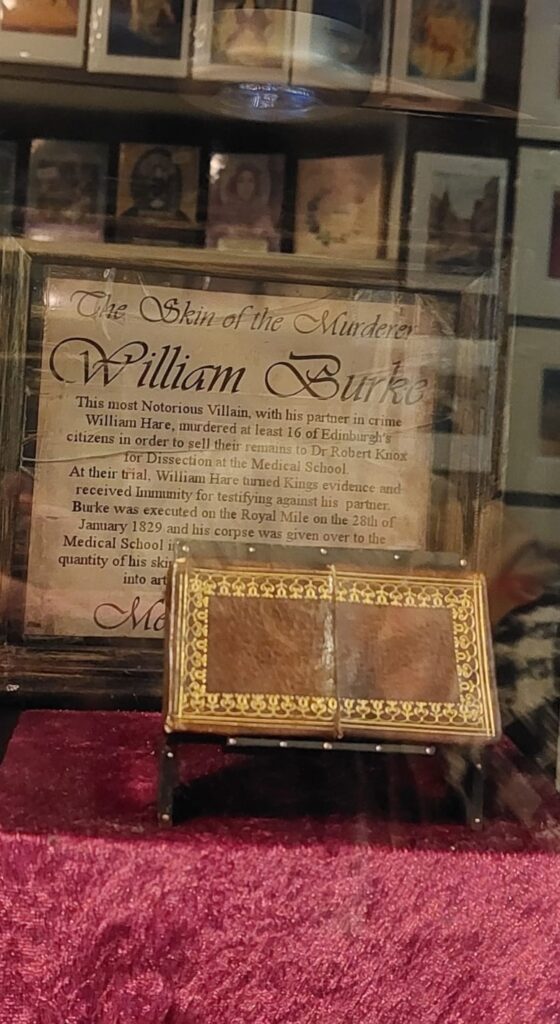 The Skin of the Murderer
William Burke
This most Notorious Villain, with his partner in crime
William Hare, murdered at least 16 of Edinburgh's
citizens in order to sell their remains to Dr Robert Knox
for Dissection at the Medical School.
At their trial, William Hare turned Kings evidence and
received Immunity for testifying against his partner.
Burke was executed on the Royal Mile on the 28th of
January 1829 and his corpse was given over to the
Medical School
quantity of his
into